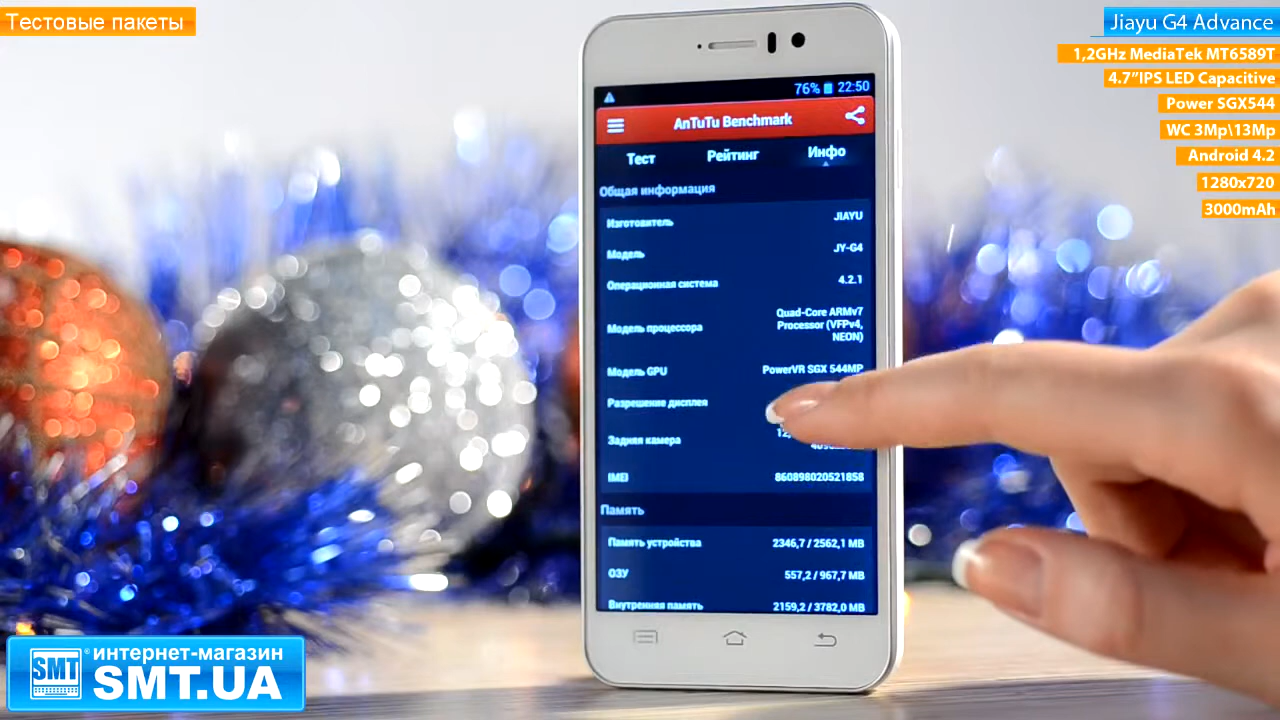 Тестовые пакеты
Jiayu G4 Advance
1,2GHz MediaTek MT6589T
4.7”IPS LED Capacitive
Power SGX544
WC 3Mp\13Mp
Android 4.2
1280x720
3000mAh
76% 22:50
AnTuTu Benchmark
Тест Рейтинг Инфо
Общая информация
Изготовитель JIAYU
Модель JY-G4
Операционная система 4.2.1
Модель процессора Quad-Core ARMv7
Processor (VFPv4,
NEON)
Модель GPU PowerVR SGX 544MP
Разрешение дисплея
Задняя камера
IMEI 860898020521858
Память
Память устройства 2346,7 / 2562,1 MB
ОЗУ 557,2 / 967,7 MB
Внутренняя память 2159,2 / 3782,0 MB
SMT® интернет-магазин
SMT.UA